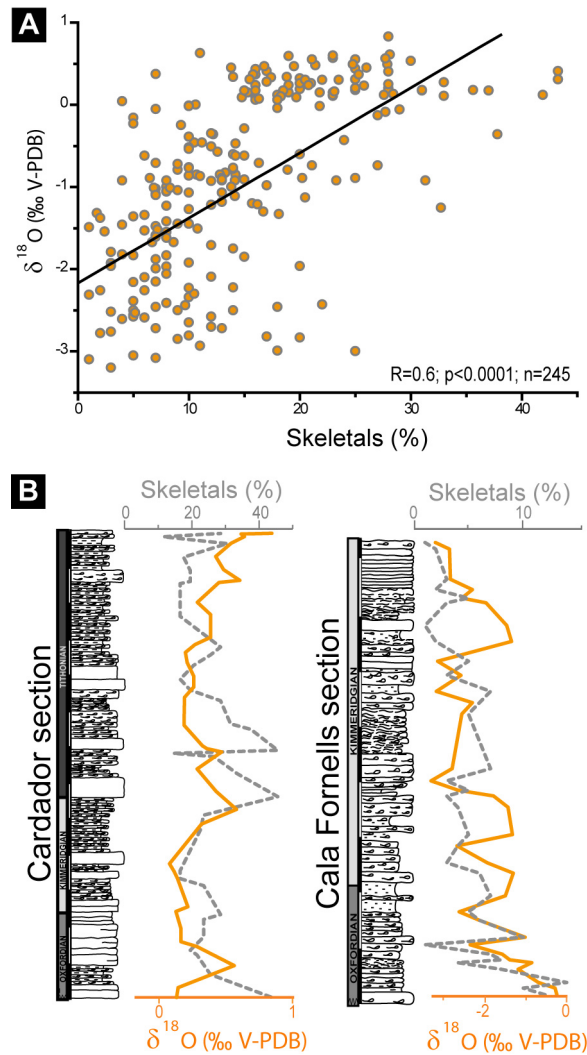 A
1
0
-1
-2
-3
δ18O (‰ V-PDB)
R=0.6; p<0.0001; n=245
0 10 20 30 40
Skeletals (%)
B
Skeletals (%)
0 20 40
Cardador section
TITHONIAN
KIMMERIDGIAN
OXFORDIAN
0 1
δ18O (‰ V-PDB)
Skeletals (%)
0 10
Cala Fornells section
KIMMERIDGIAN
OXFORDIAN
-2 0
δ18O (‰ V-PDB)